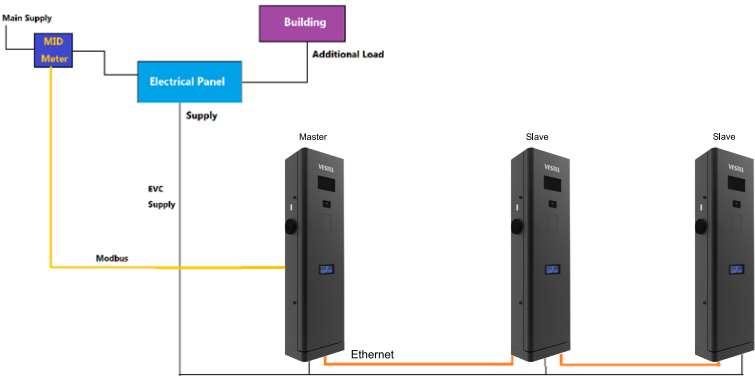 Main Supply
MID
Meter
Building
Additional Load
Electrical Panel
Supply
EVC
Supply
Modbus
Master
Slave
Slave
VESTEL
VESTEL
VESTEL
Ethernet